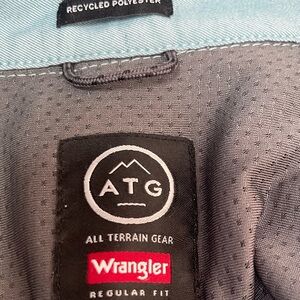 RECYCLED POLYESTER
ATG
ALL TERRAIN GEAR
Wrangler
REGULAR FIT